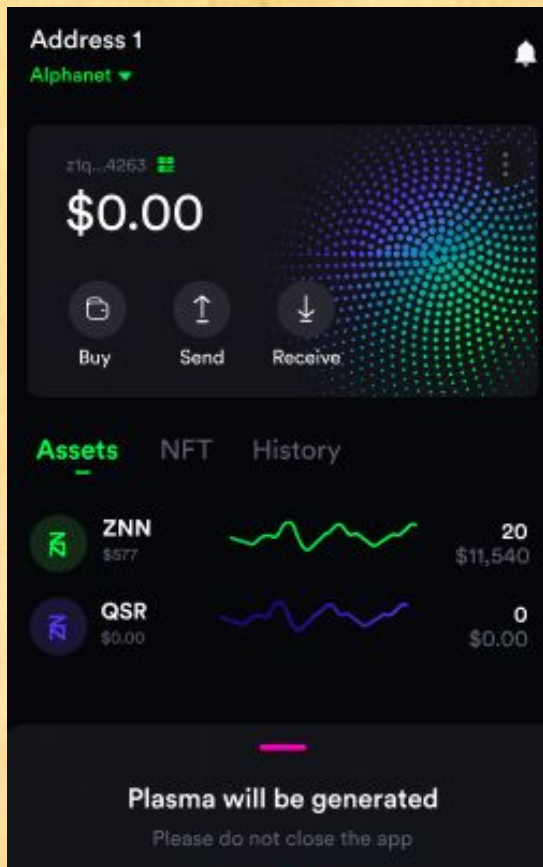 Address 1
Alphanet
z1q...4263
$0.00
Buy Send Receive
Assets NFT History
ZNN 20
$577 $11,540
QSR 0
$0.00 $0.00
Plasma will be generated
Please do not close the app